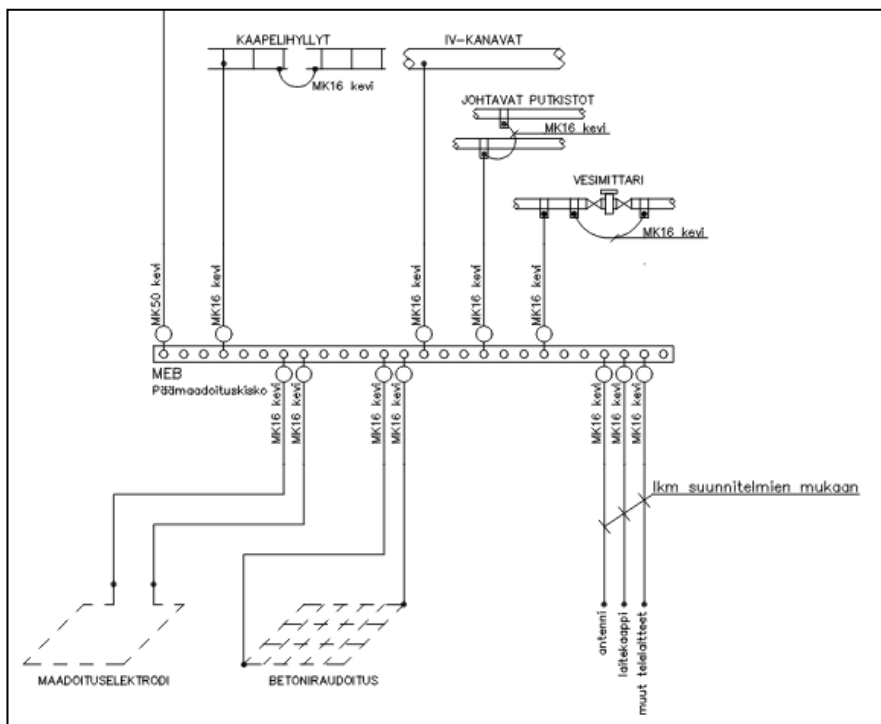 KAAPELIHYLLYT
IV-KANAVAT
MK16 kevi
JOHTAVAT PUTKISTOT
MK16 kevi
VESIMITTARI
MK16 kevi
MK50 kevi
MK16 kevi
MK16 kevi
MK16 kevi
MK16 kevi
MEB
Päämaadoituskisko
MK16 kevi
MK16 kevi
MK16 kevi
MK16 kevi
MK16 kevi
MK16 kevi
MK16 kevi
lkm suunnitelmien mukaan
antenni
laitekaappi
muut telelaitteet
MAADOITUSELEKTRODI
BETONIRAUDOITUS